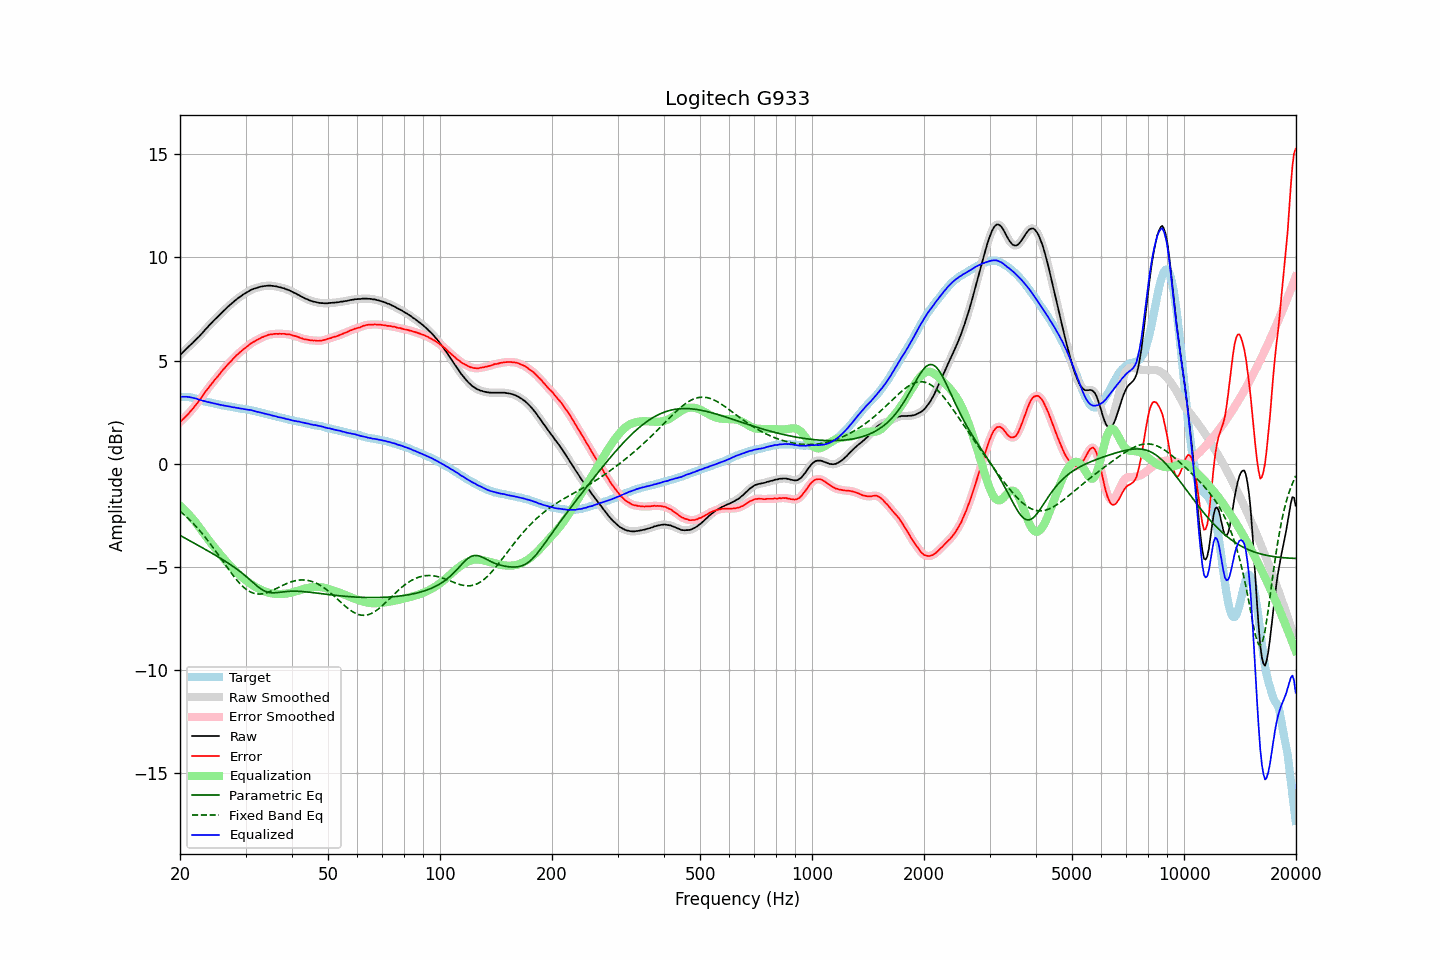 Logitech G933
Amplitude (dBr)
15
10
5
0
−5
−10
−15
Target
Raw Smoothed
Error Smoothed
Raw
Error
Equalization
Parametric Eq
Fixed Band Eq
Equalized
20 50 100 200 500 1000 2000 5000 10000 20000
Frequency (Hz)